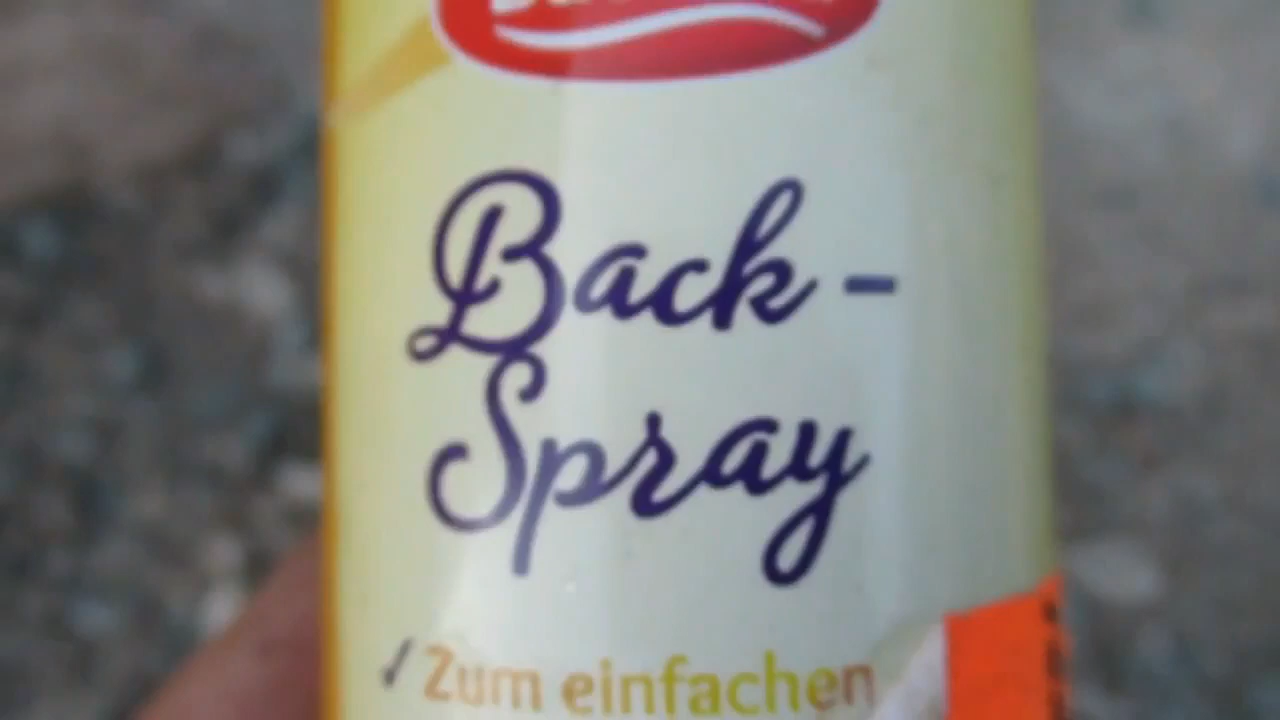 Back-
Spray
✓ Zum einfachen